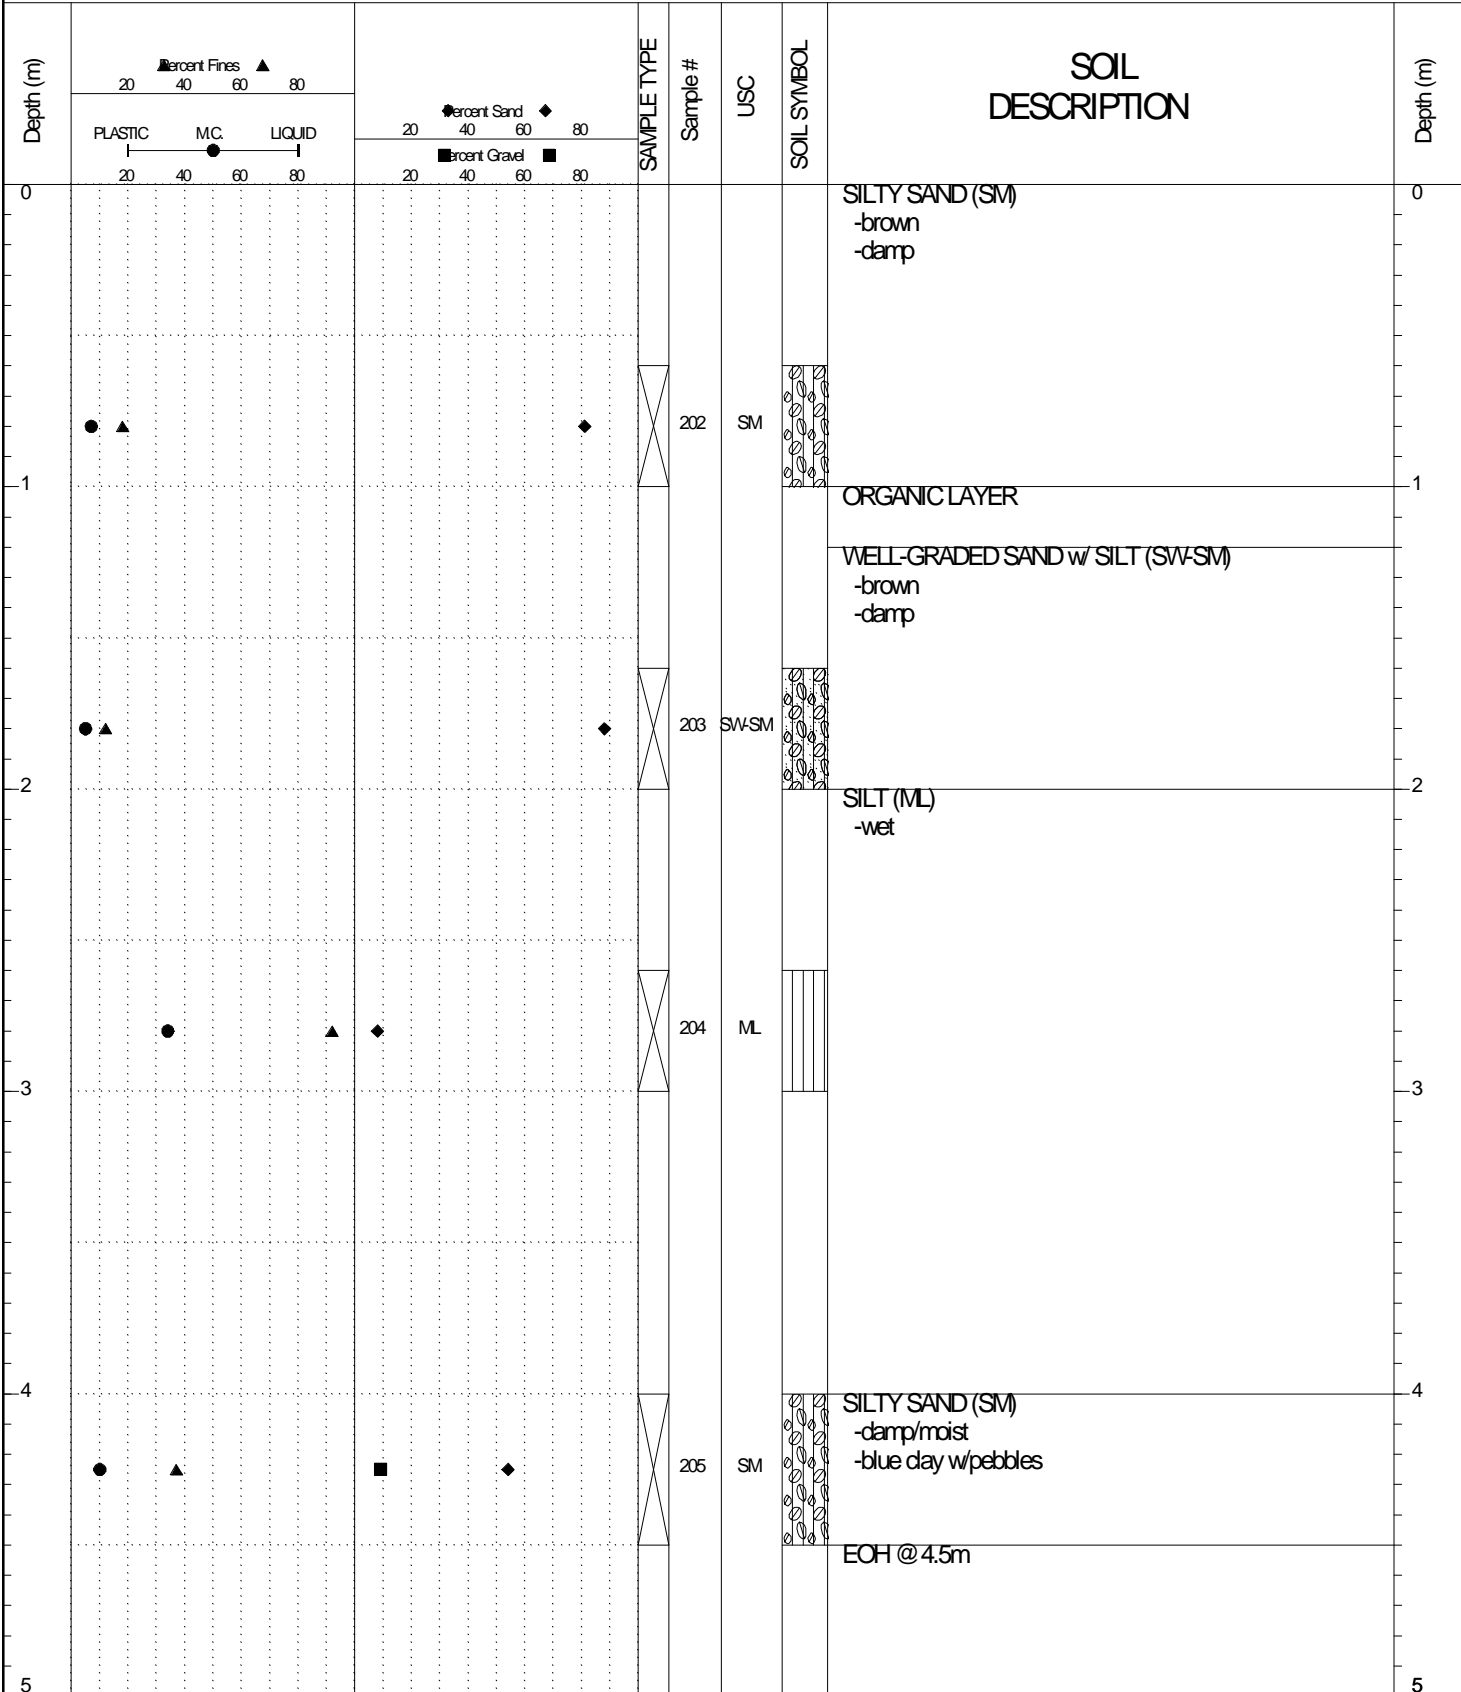 Depth (m)
Percent Fines
20 40 60 80
PLASTIC M.C. LIQUID
20 40 60 80
Percent Sand
20 40 60 80
Percent Gravel
20 40 60 80
SAMPLE TYPE
Sample #
USC
SOIL SYMBOL
SOIL
DESCRIPTION
Depth (m)
0 SILTY SAND (SM) 0
-brown
-damp
202 SM
1 ORGANIC LAYER 1
WELL-GRADED SAND w/ SILT (SW-SM)
-brown
-damp
203 SW-SM
2 SILT (ML) 2
-wet
204 ML
3 3
4 SILTY SAND (SM) 4
-damp/moist
205 SM -blue clay w/pebbles
EOH @ 4.5m
5 5